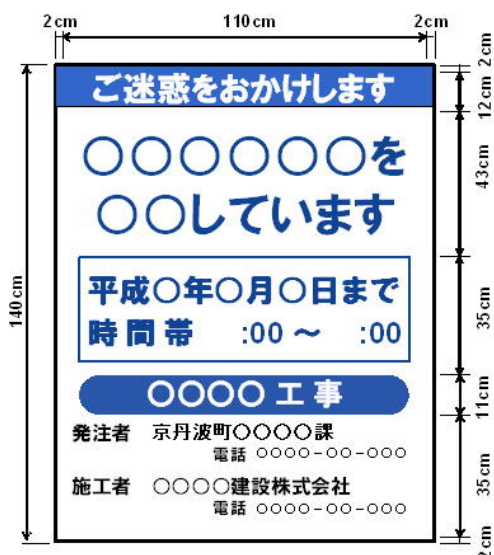 2cm 110cm 2cm
2cm
12cm
43cm
35cm
11cm
35cm
2cm
140cm
ご迷惑をおかけします
〇〇〇〇〇〇を
〇〇しています
平成〇年〇月〇日まで
時間帯 :00～ :00
〇〇〇〇工事
発注者 京丹波町〇〇〇〇課
電話 〇〇〇〇-〇〇-〇〇〇
施工者 〇〇〇〇建設株式会社
電話 〇〇〇〇-〇〇-〇〇〇